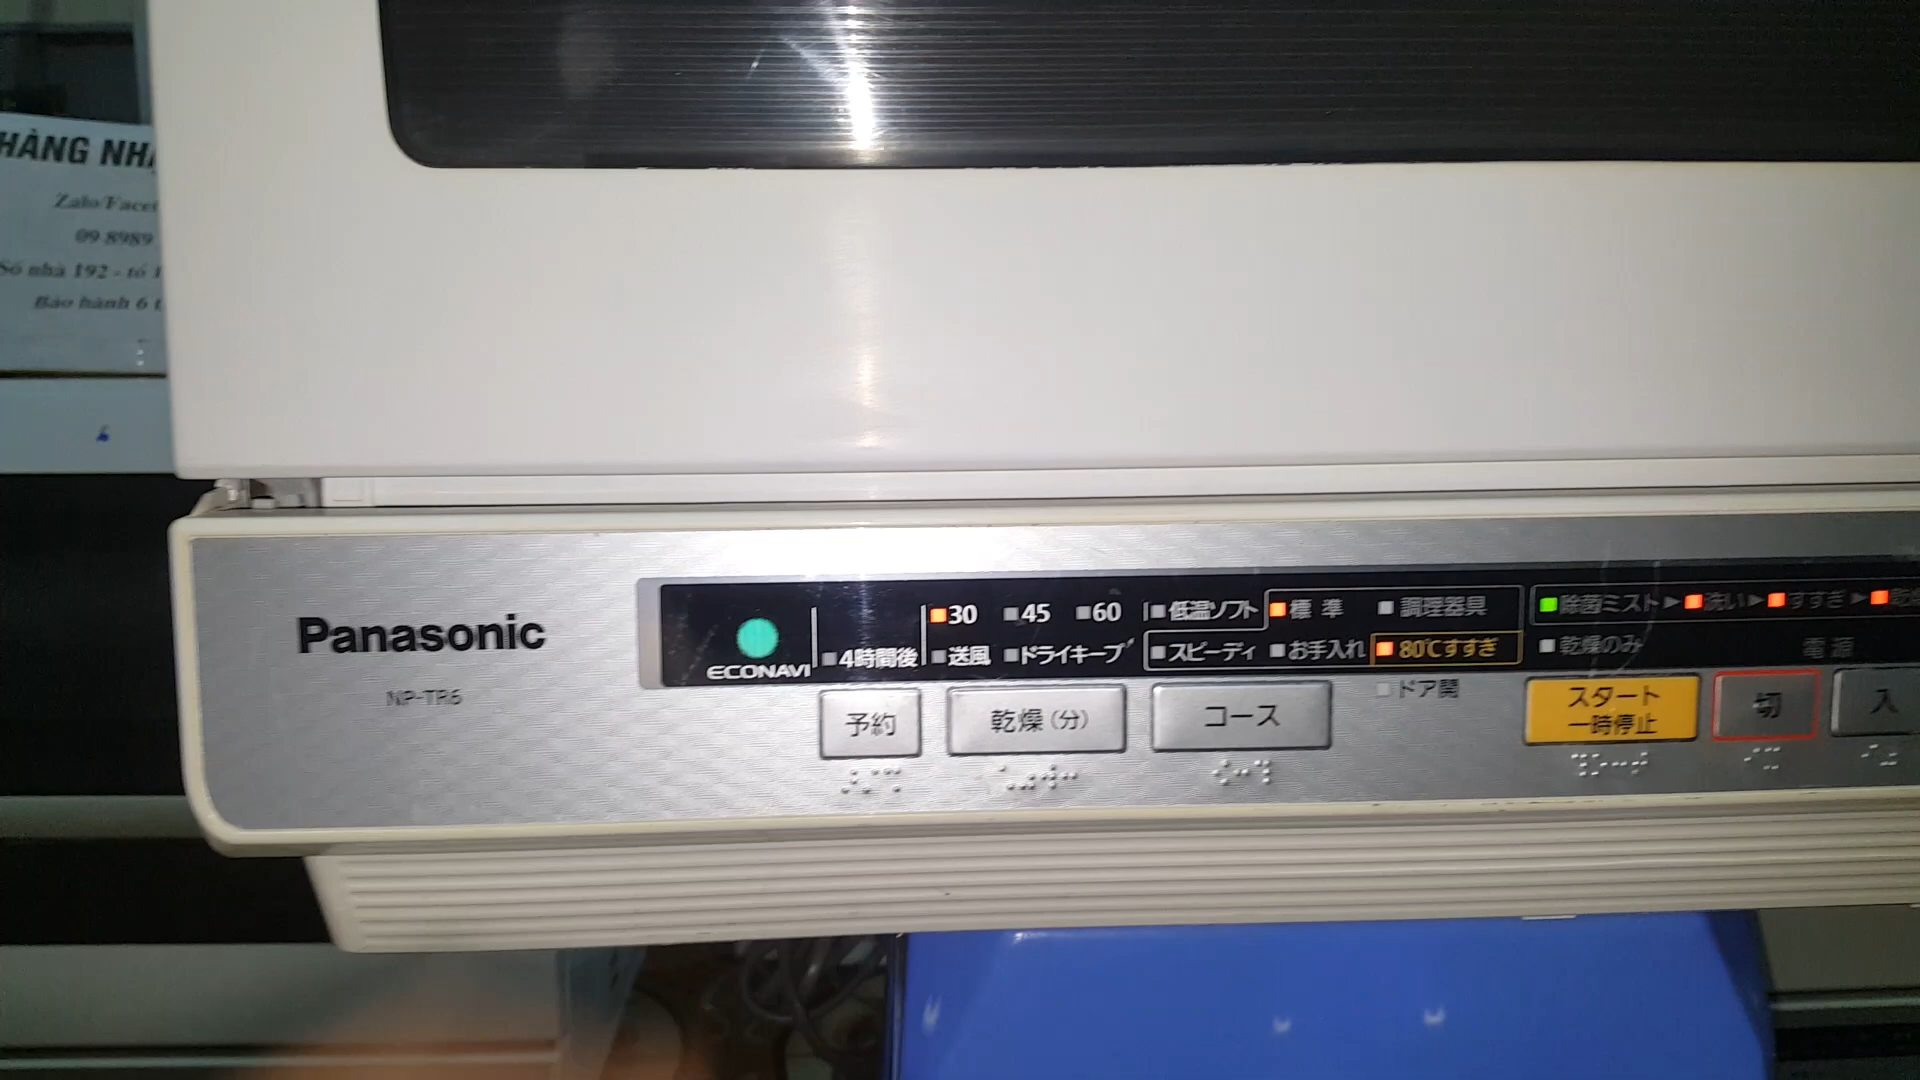 HÀNG NH
Zalo/Face
09 8989
Số nhà 192 - tổ 1
Bảo hành 6 t
Panasonic
NP-TR6
ECONAVI
4時間後
30 45 60
送風 ドライキープ
低温ソフト 標準 調理器具
スピーディ お手入れ 80℃すすぎ
除菌ミスト▶洗い▶すすぎ▶乾燥
乾燥のみ
電源
ドア開
予約
乾燥(分)
コース
スタート
一時停止
切
入